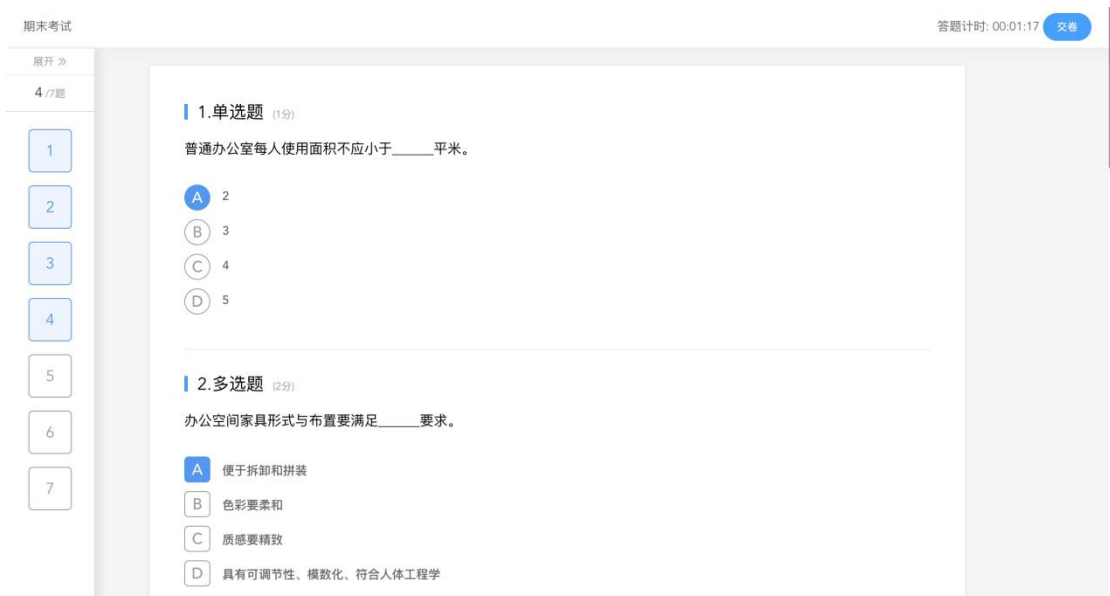 期末考试
答题计时: 00:01:17 交卷
展开 »
4 /7题
1
2
3
4
5
6
7
1.单选题 (1分)
普通办公室每人使用面积不应小于______平米。
A 2
B 3
C 4
D 5
2.多选题 (2分)
办公空间家具形式与布置要满足______要求。
A 便于拆卸和拼装
B 色彩要柔和
C 质感要精致
D 具有可调节性、模数化、符合人体工程学